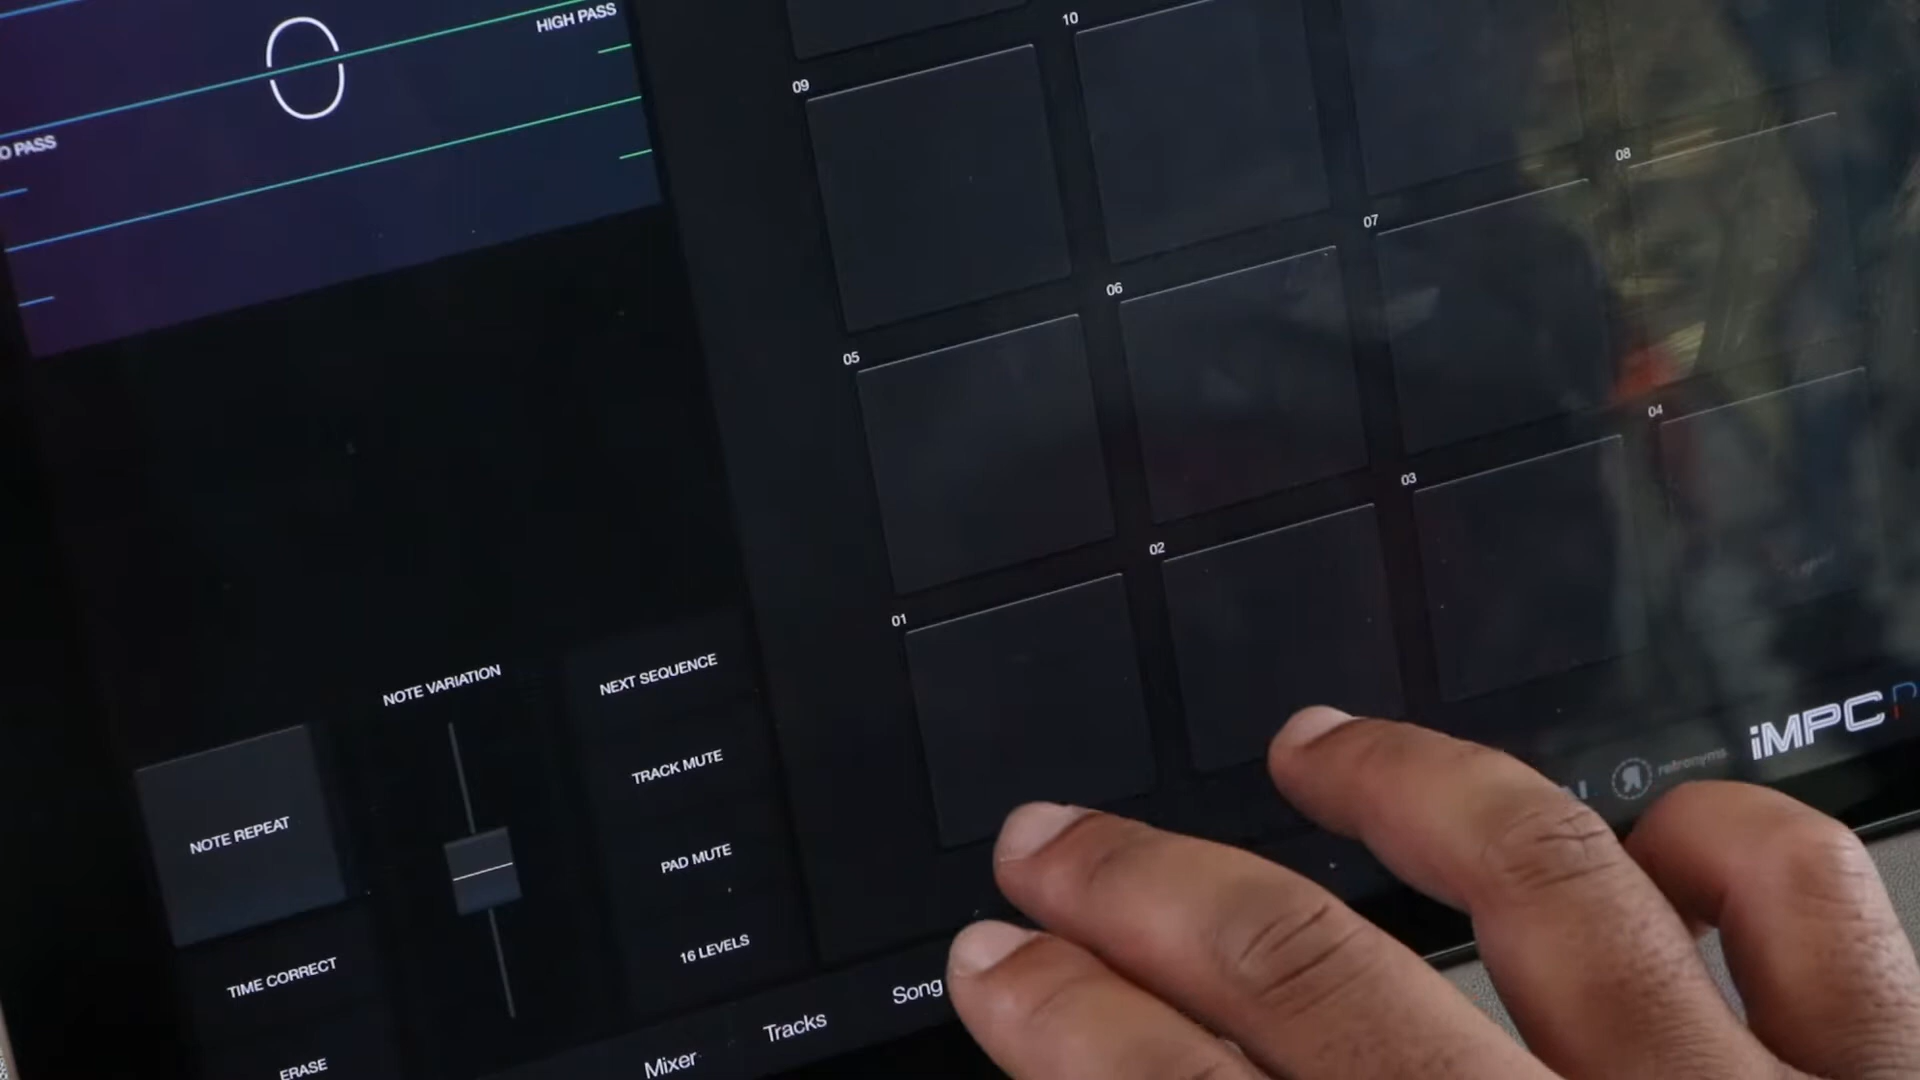 HIGH PASS
O PASS
10
09
08
07
06
05
04
03
02
01
NOTE VARIATION
NEXT SEQUENCE
TRACK MUTE
NOTE REPEAT
PAD MUTE
16 LEVELS
TIME CORRECT
ERASE
Mixer
Tracks
Song
retronyms
iMPC